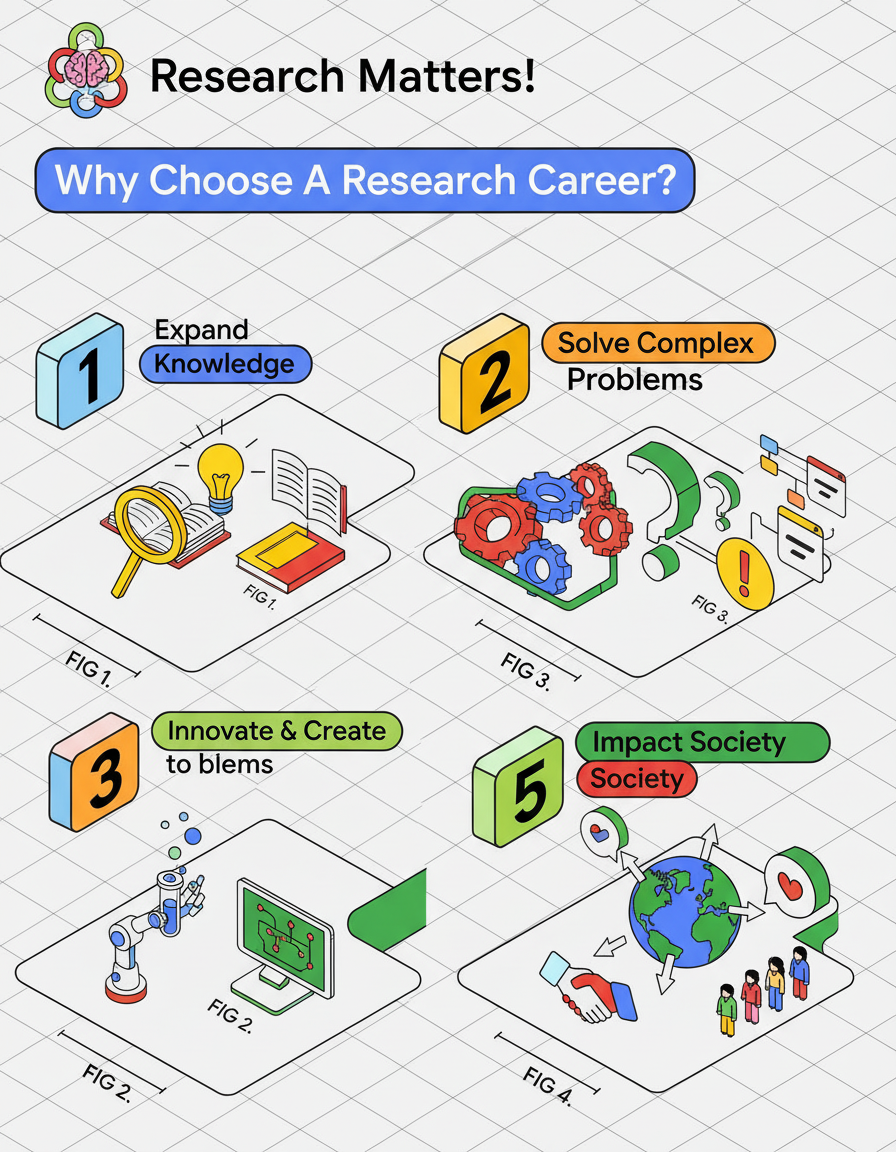 Research Matters!
Why Choose A Research Career?
1
Expand
Knowledge
FIG 1.
FIG 1.
2
Solve Complex
Problems
FIG 3.
FIG 3.
3
Innovate & Create
to blems
FIG 2.
FIG 2.
5
Impact Society
Society
FIG 4.